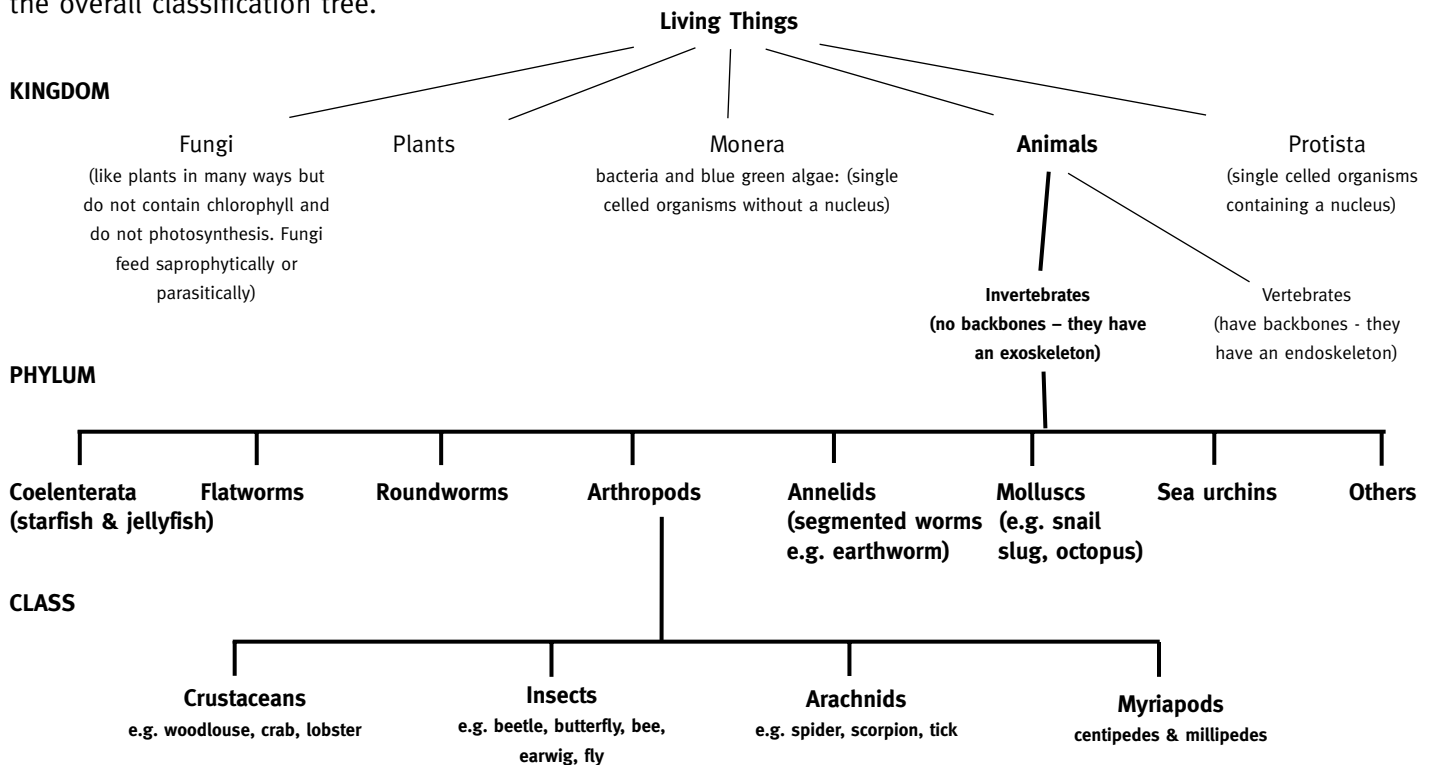 the overall classification tree.
Living Things
KINGDOM
Fungi
(like plants in many ways but
do not contain chlorophyll and
do not photosynthesis. Fungi
feed saprophytically or
parasitically)
Plants
Monera
bacteria and blue green algae: (single
celled organisms without a nucleus)
Animals
Protista
(single celled organisms
containing a nucleus)
Invertebrates
(no backbones – they have
an exoskeleton)
Vertebrates
(have backbones - they
have an endoskeleton)
PHYLUM
Coelenterata
(starfish & jellyfish)
Flatworms
Roundworms
Arthropods
Annelids
(segmented worms
e.g. earthworm)
Molluscs
(e.g. snail
slug, octopus)
Sea urchins
Others
CLASS
Crustaceans
e.g. woodlouse, crab, lobster
Insects
e.g. beetle, butterfly, bee,
earwig, fly
Arachnids
e.g. spider, scorpion, tick
Myriapods
centipedes & millipedes